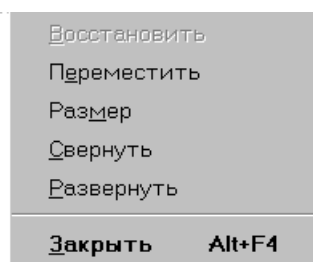 Восстановить
Переместить
Размер
Свернуть
Развернуть
Закрыть Alt+F4